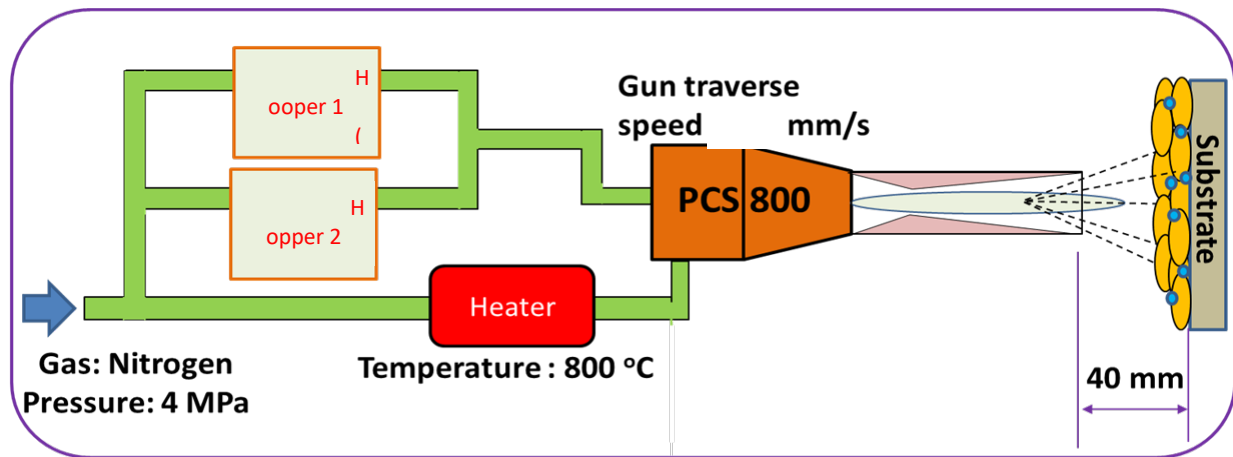 H
ooper 1
(
H
opper 2
Gun traverse
speed mm/s
PCS 800
Heater
Substrate
Gas: Nitrogen
Pressure: 4 MPa
Temperature : 800 °C
40 mm